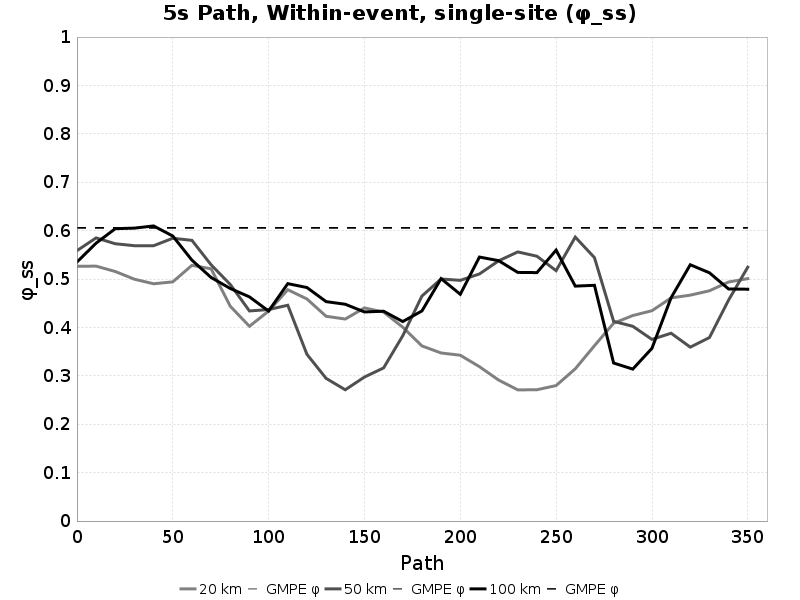 5s Path, Within-event, single-site (φ_ss)
1
0.9
0.8
0.7
0.6
0.5
0.4
0.3
0.2
0.1
0
φ_ss
0 50 100 150 200 250 300 350
Path
20 km GMPE φ 50 km GMPE φ 100 km GMPE φ